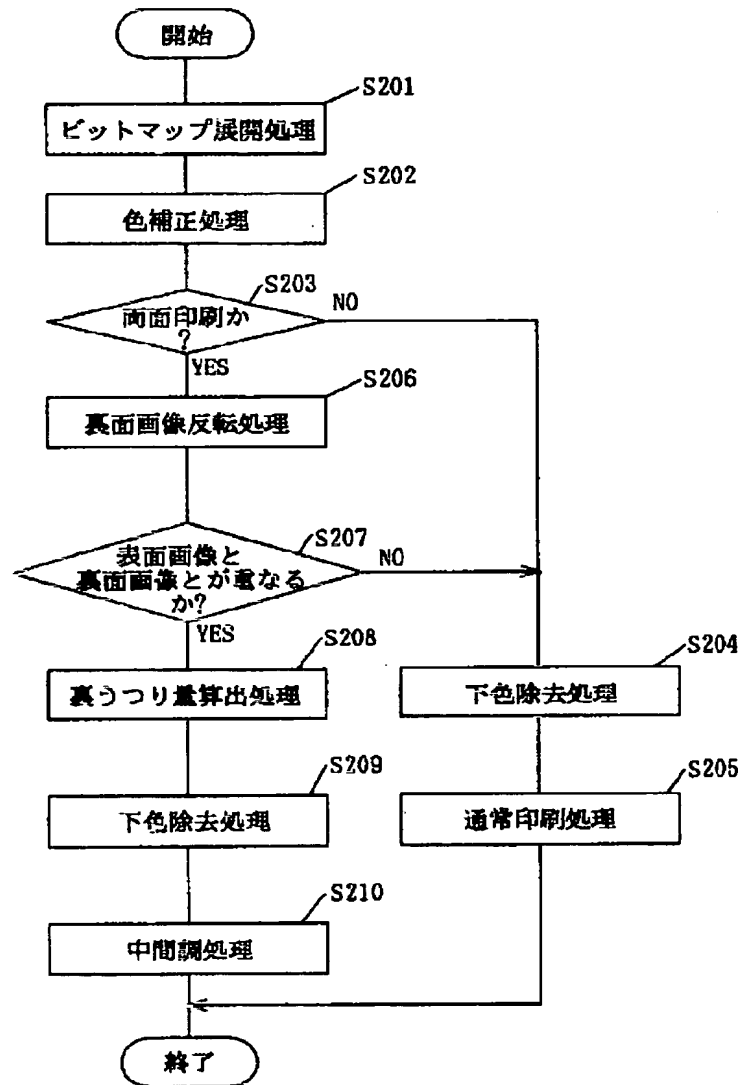 開始
S201
ビットマップ展開処理
S202
色補正処理
S203
両面印刷か
?
NO
YES
S206
裏面画像反転処理
S207
表面画像と
裏面画像とが重なる
か?
NO
YES
S208
裏うつり量算出処理
S204
下色除去処理
S209
下色除去処理
S205
通常印刷処理
S210
中間調処理
終了